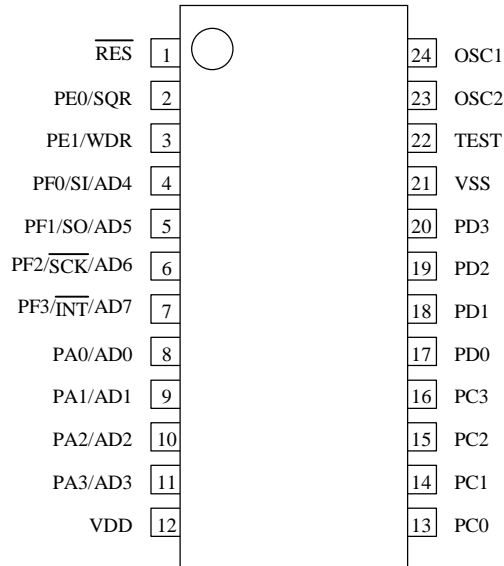 R̅E̅S̅ 1 24 OSC1
PE0/SQR 2 23 OSC2
PE1/WDR 3 22 TEST
PF0/SI/AD4 4 21 VSS
PF1/SO/AD5 5 20 PD3
PF2/S̅C̅K̅/AD6 6 19 PD2
PF3/I̅N̅T̅/AD7 7 18 PD1
PA0/AD0 8 17 PD0
PA1/AD1 9 16 PC3
PA2/AD2 10 15 PC2
PA3/AD3 11 14 PC1
VDD 12 13 PC0